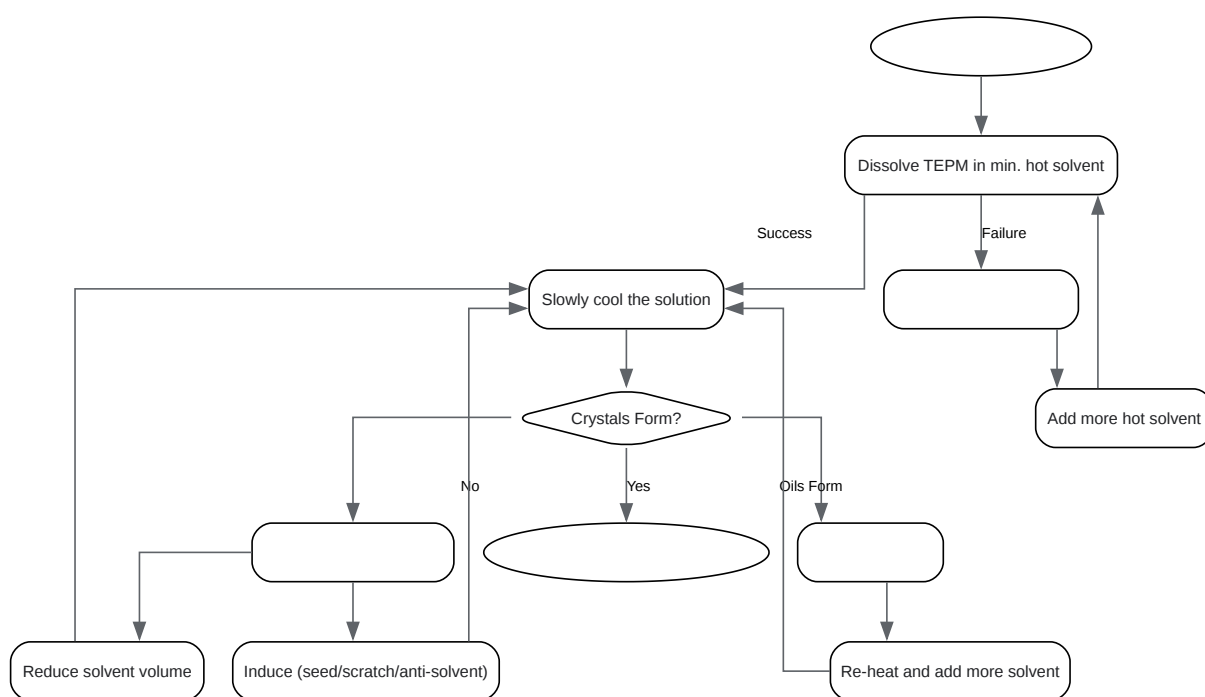 Dissolve TEPM in min. hot solvent
Success
Failure
Slowly cool the solution
Crystals Form?
Add more hot solvent
No
Yes
Oils Form
Reduce solvent volume
Induce (seed/scratch/anti-solvent)
Re-heat and add more solvent